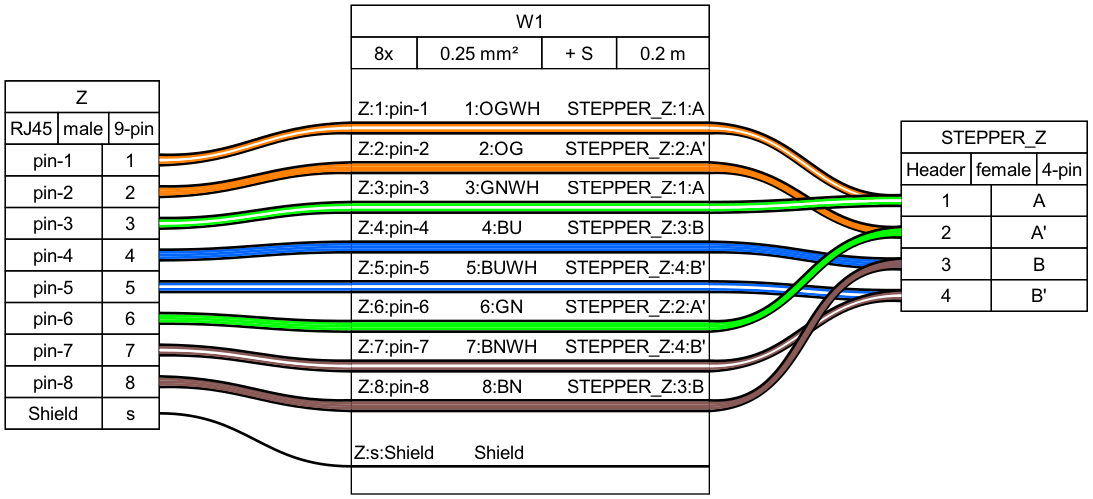 W1
8x 0.25 mm² + S 0.2 m
Z
RJ45 male 9-pin
pin-1 1
pin-2 2
pin-3 3
pin-4 4
pin-5 5
pin-6 6
pin-7 7
pin-8 8
Shield s
Z:1:pin-1 1:OGWH STEPPER_Z:1:A
Z:2:pin-2 2:OG STEPPER_Z:2:A'
Z:3:pin-3 3:GNWH STEPPER_Z:1:A
Z:4:pin-4 4:BU STEPPER_Z:3:B
Z:5:pin-5 5:BUWH STEPPER_Z:4:B'
Z:6:pin-6 6:GN STEPPER_Z:2:A'
Z:7:pin-7 7:BNWH STEPPER_Z:4:B'
Z:8:pin-8 8:BN STEPPER_Z:3:B
Z:s:Shield Shield
STEPPER_Z
Header female 4-pin
1 A
2 A'
3 B
4 B'